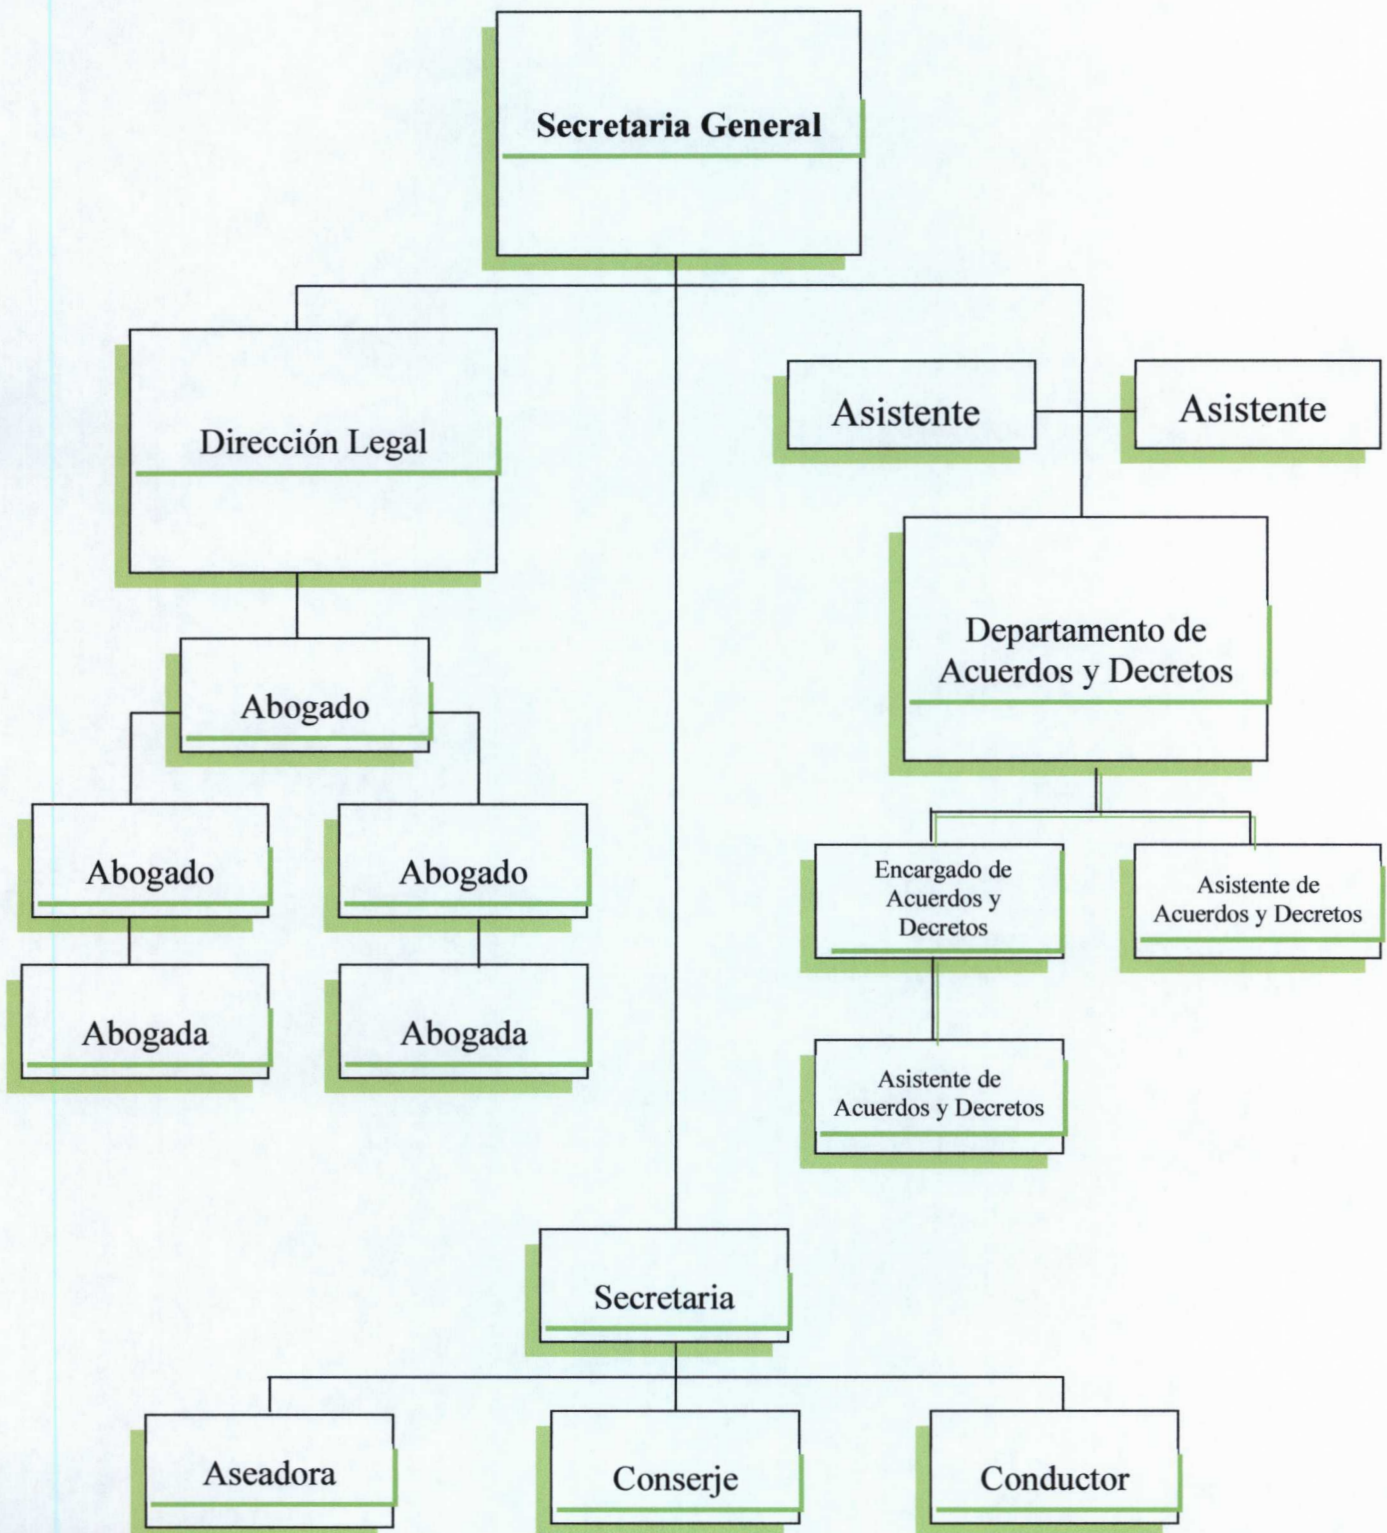 Secretaria General
Dirección Legal
Asistente
Asistente
Departamento de
Acuerdos y Decretos
Abogado
Abogado
Abogado
Encargado de
Acuerdos y
Decretos
Asistente de
Acuerdos y Decretos
Abogada
Abogada
Asistente de
Acuerdos y Decretos
Secretaria
Aseadora
Conserje
Conductor